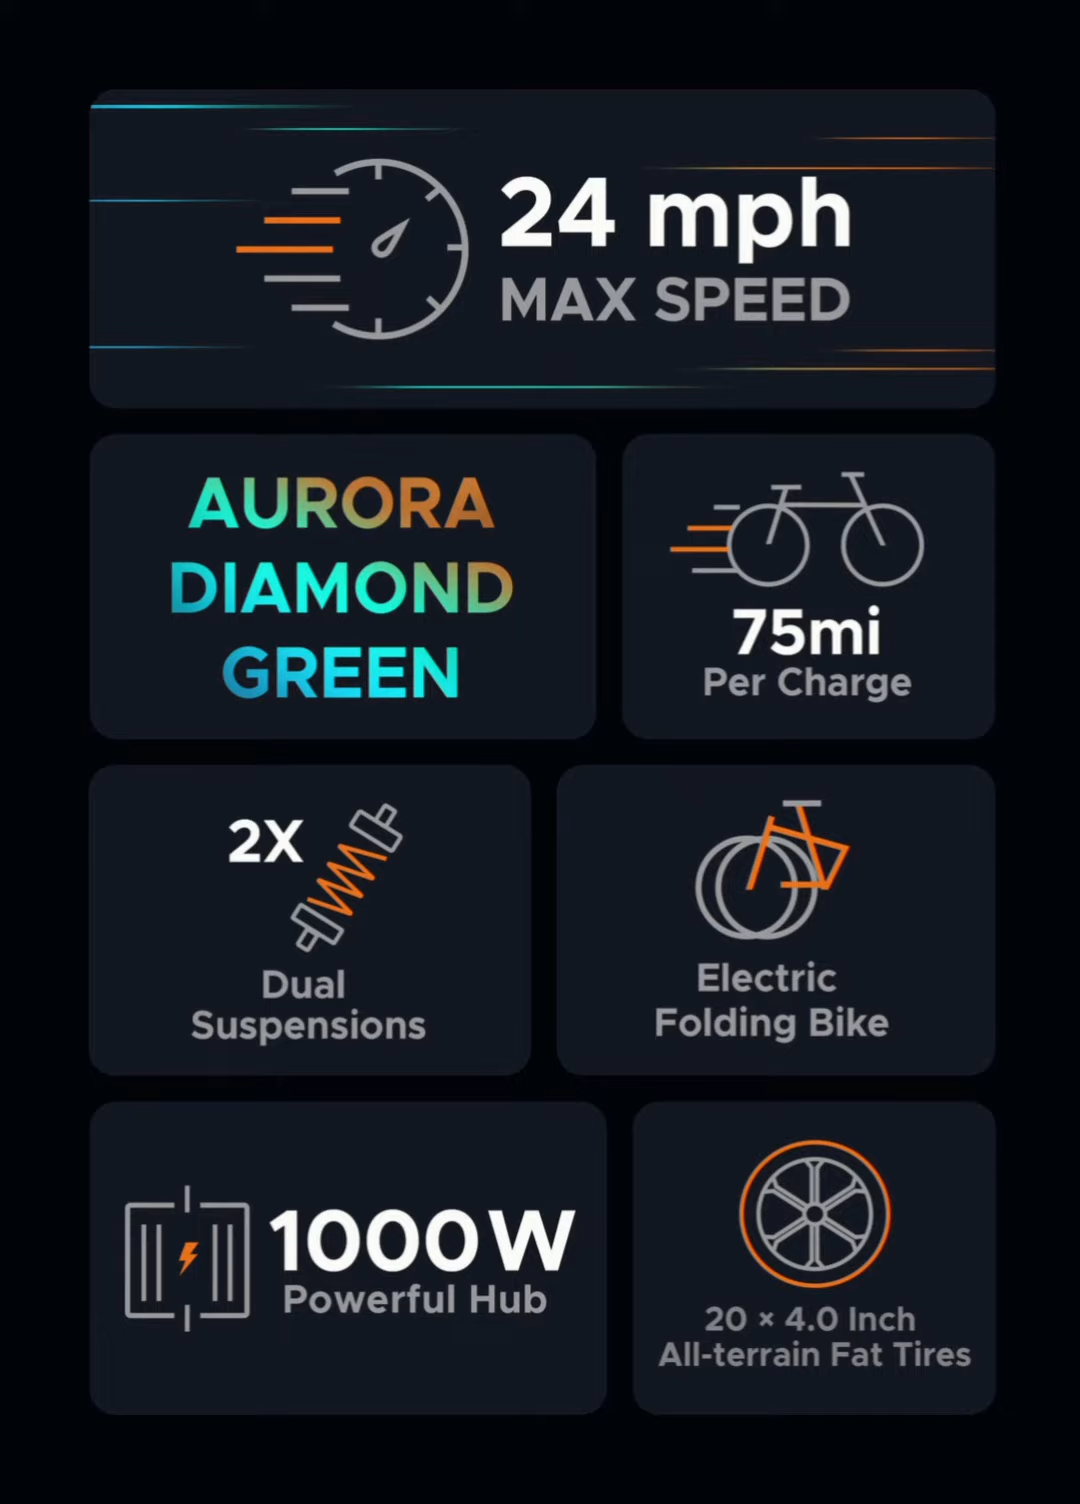 24 mph
MAX SPEED
AURORA
DIAMOND
GREEN
75mi
Per Charge
2X
Dual
Suspensions
Electric
Folding Bike
1000W
Powerful Hub
20 × 4.0 Inch
All-terrain Fat Tires